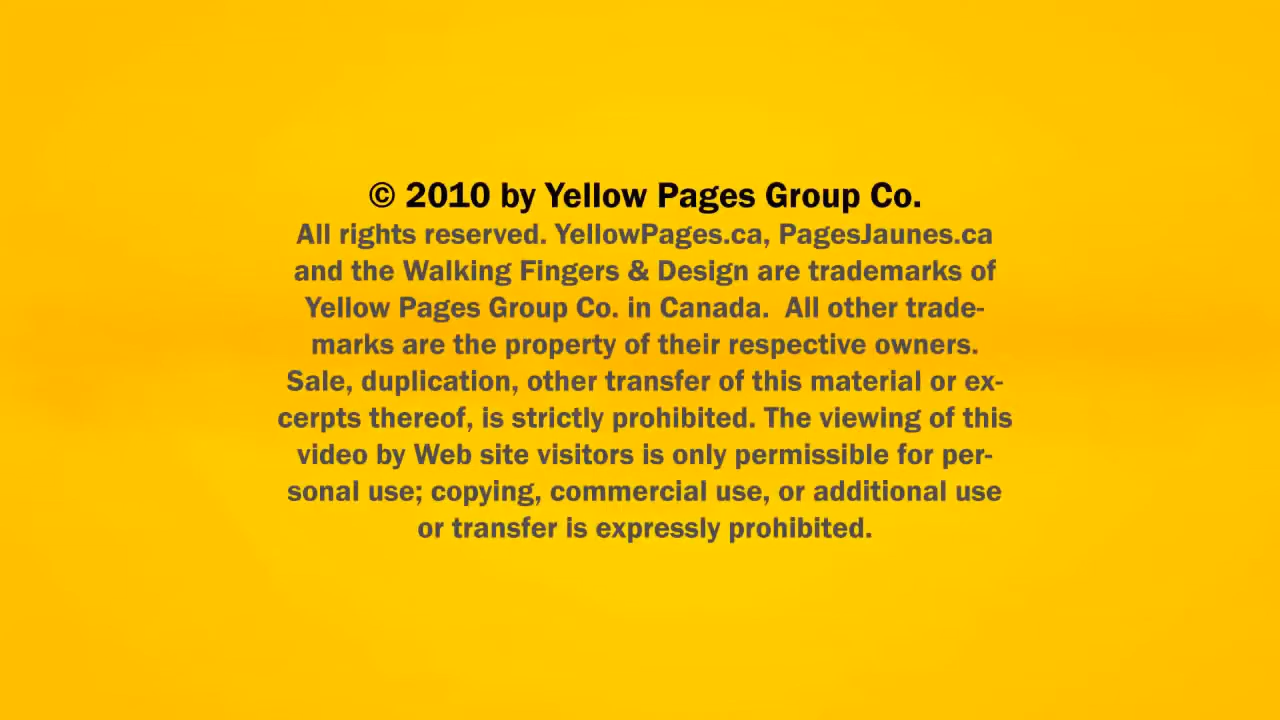 © 2010 by Yellow Pages Group Co.
All rights reserved. YellowPages.ca, PagesJaunes.ca
and the Walking Fingers & Design are trademarks of
Yellow Pages Group Co. in Canada.  All other trade-
marks are the property of their respective owners.
Sale, duplication, other transfer of this material or ex-
cerpts thereof, is strictly prohibited. The viewing of this
video by Web site visitors is only permissible for per-
sonal use; copying, commercial use, or additional use
or transfer is expressly prohibited.